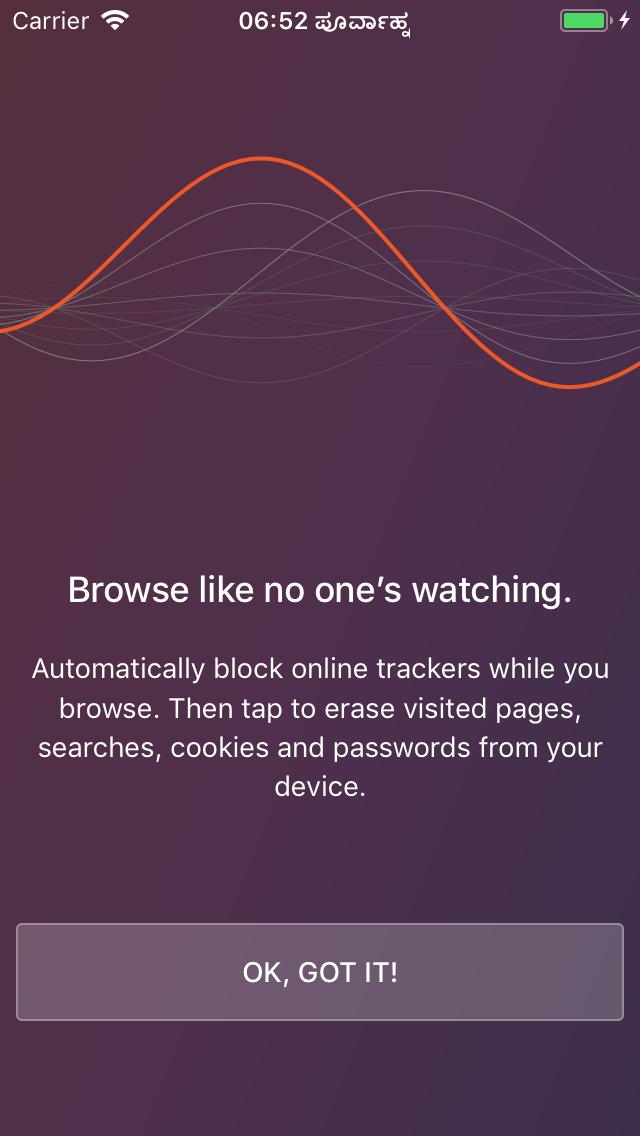 Carrier 06:52 ಪೂರ್ವಾಹ್ನ
Browse like no one’s watching.
Automatically block online trackers while you
browse. Then tap to erase visited pages,
searches, cookies and passwords from your
device.
OK, GOT IT!